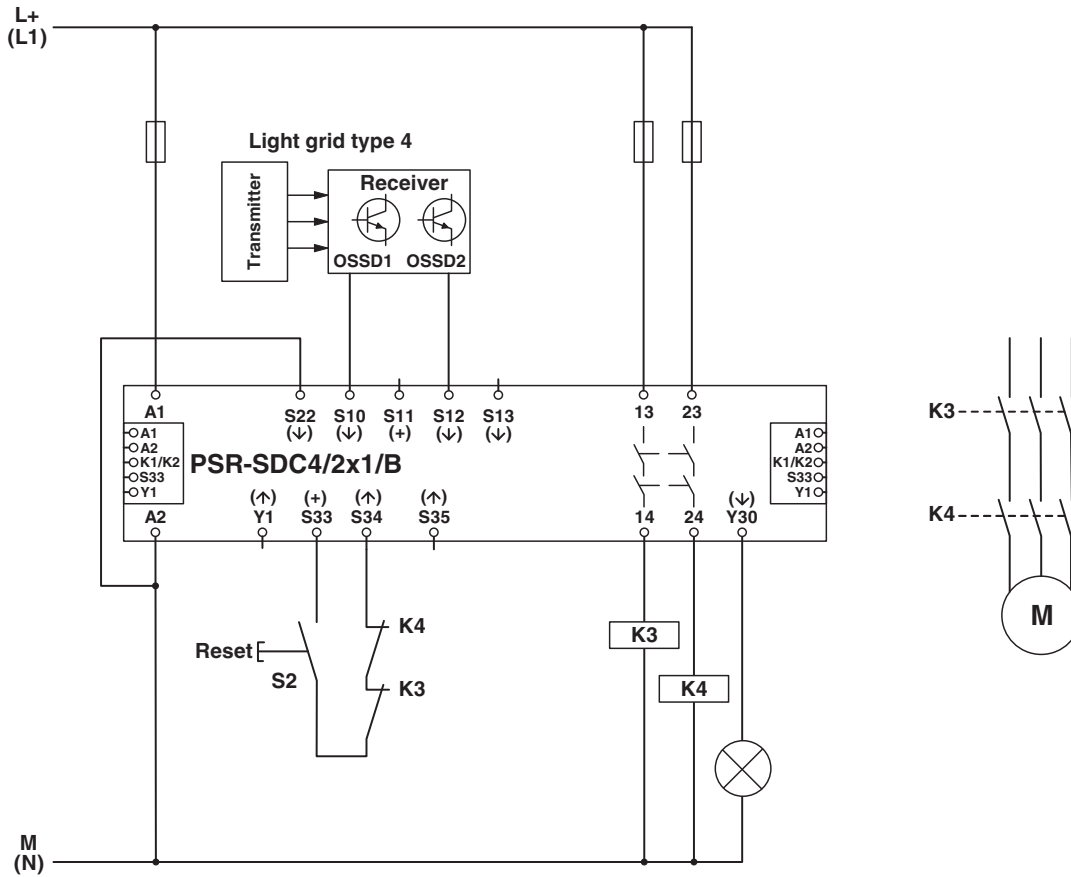 L+
(L1)
Light grid type 4
Transmitter
Receiver
OSSD1 OSSD2
A1 S22 S10 S11 S12 S13 13 23
(↓) (↓) (+) (↓) (↓)
A1
A2
K1/K2
S33
Y1
PSR-SDC4/2x1/B
A1
A2
K1/K2
S33
Y1
(↑) (+) (↑) (↑) (↓)
A2 Y1 S33 S34 S35 14 24 Y30
K3
K4
M
Reset
S2
K4
K3
K3
K4
M
(N)